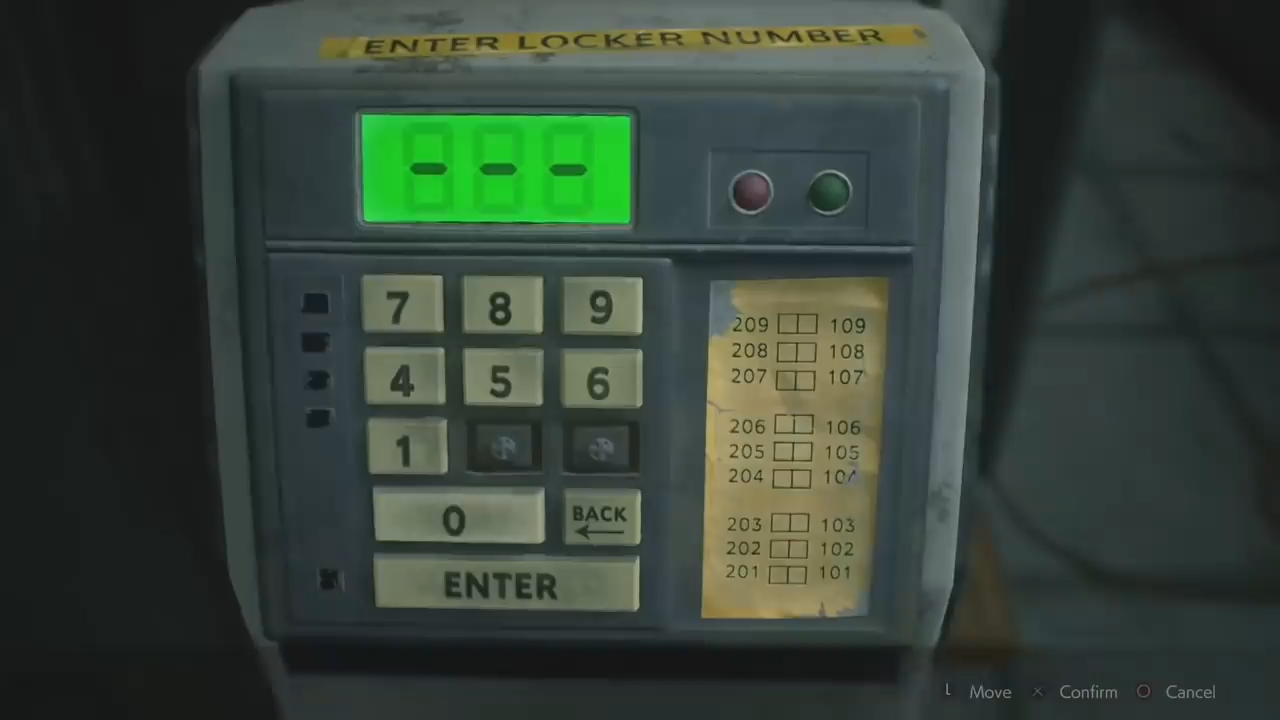 ENTER LOCKER NUMBER
---
7 8 9
4 5 6
1
0 BACK
ENTER
209 109
208 108
207 107
206 106
205 105
204 104
203 103
202 102
201 101
L Move × Confirm O Cancel